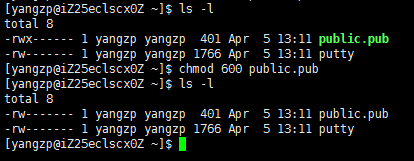 [yangzp@iZ25eclscx0Z ~]$ ls -l
total 8
-rwx------ 1 yangzp yangzp  401 Apr  5 13:11 public.pub
-rw------- 1 yangzp yangzp 1766 Apr  5 13:11 putty
[yangzp@iZ25eclscx0Z ~]$ chmod 600 public.pub
[yangzp@iZ25eclscx0Z ~]$ ls -l
total 8
-rw------- 1 yangzp yangzp  401 Apr  5 13:11 public.pub
-rw------- 1 yangzp yangzp 1766 Apr  5 13:11 putty
[yangzp@iZ25eclscx0Z ~]$